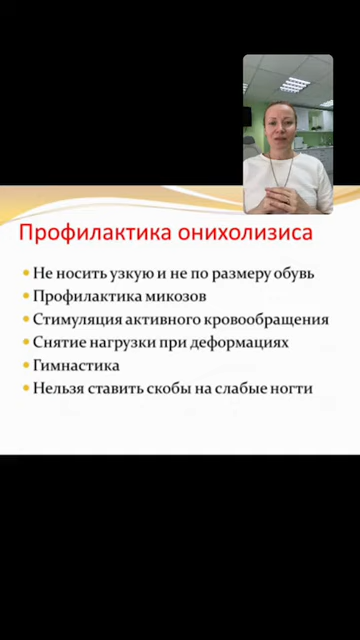 Профилактика онихолизиса
Не носить узкую и не по размеру обувь
Профилактика микозов
Стимуляция активного кровообращения
Снятие нагрузки при деформациях
Гимнастика
Нельзя ставить скобы на слабые ногти